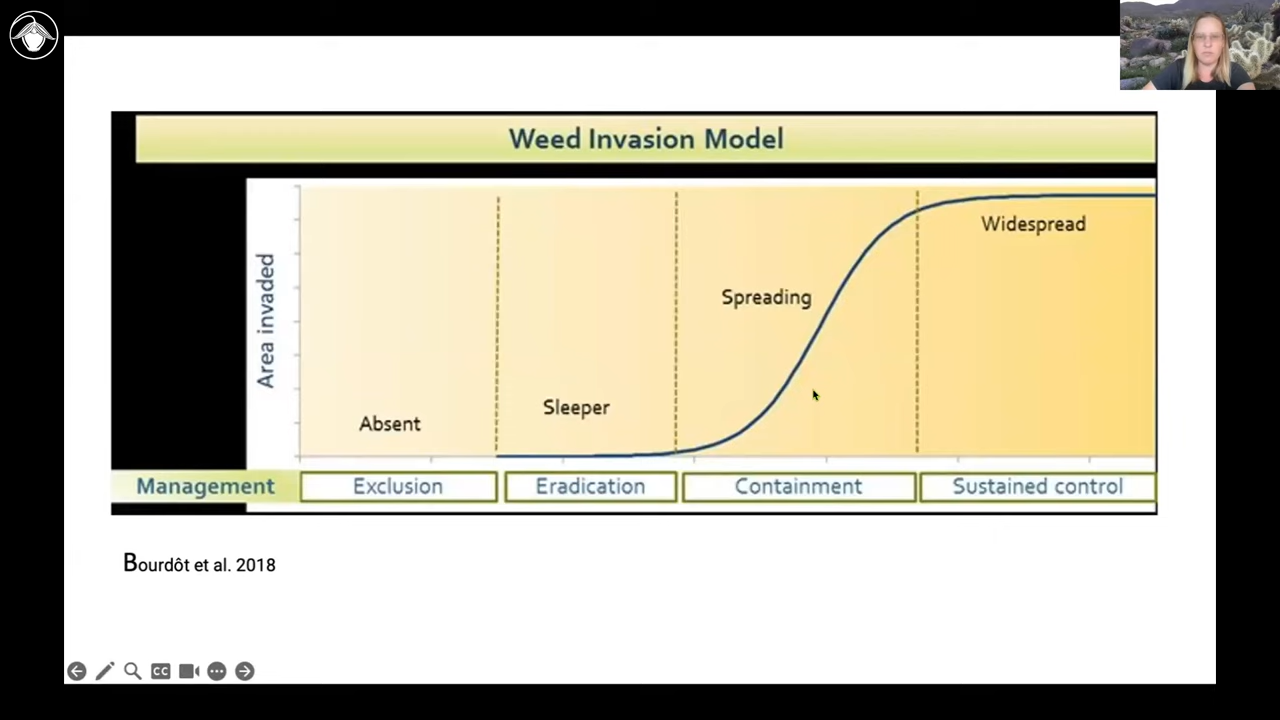 Weed Invasion Model
Area invaded
Absent
Sleeper
Spreading
Widespread
Management Exclusion Eradication Containment Sustained control
Bourdôt et al. 2018
CC